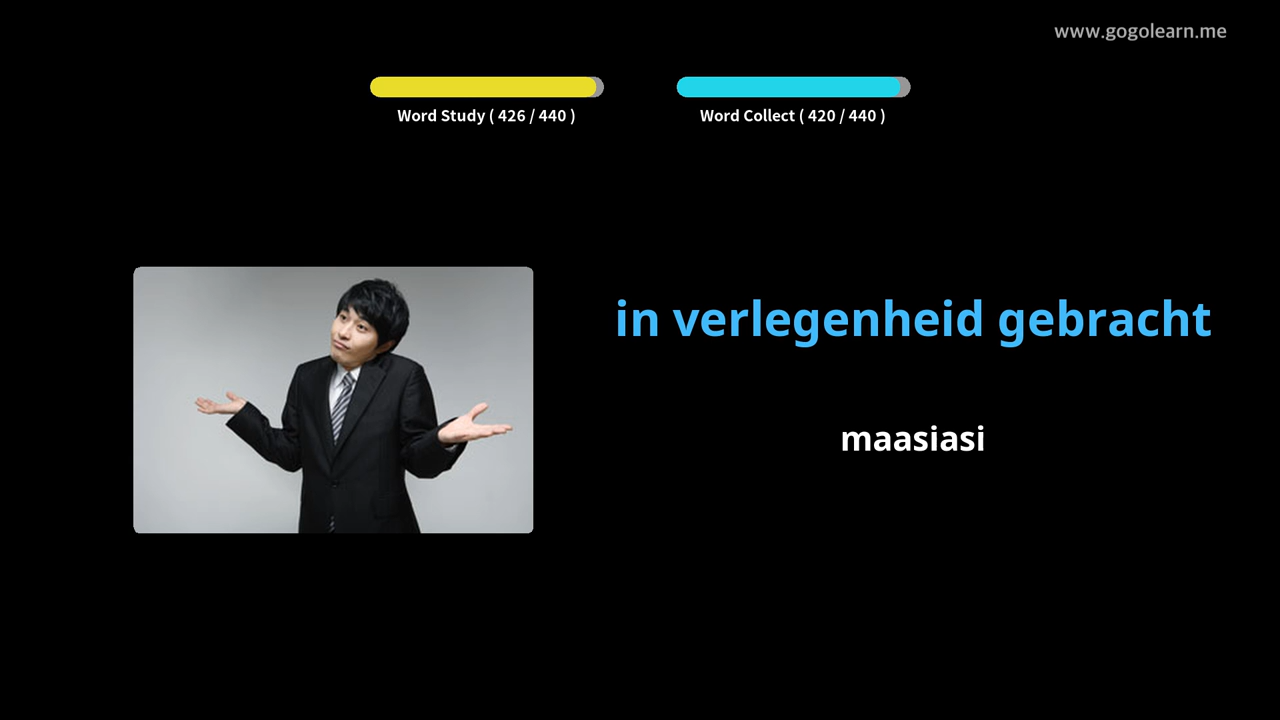 www.gogolearn.me
Word Study ( 426 / 440 )
Word Collect ( 420 / 440 )
in verlegenheid gebracht
maasiasi